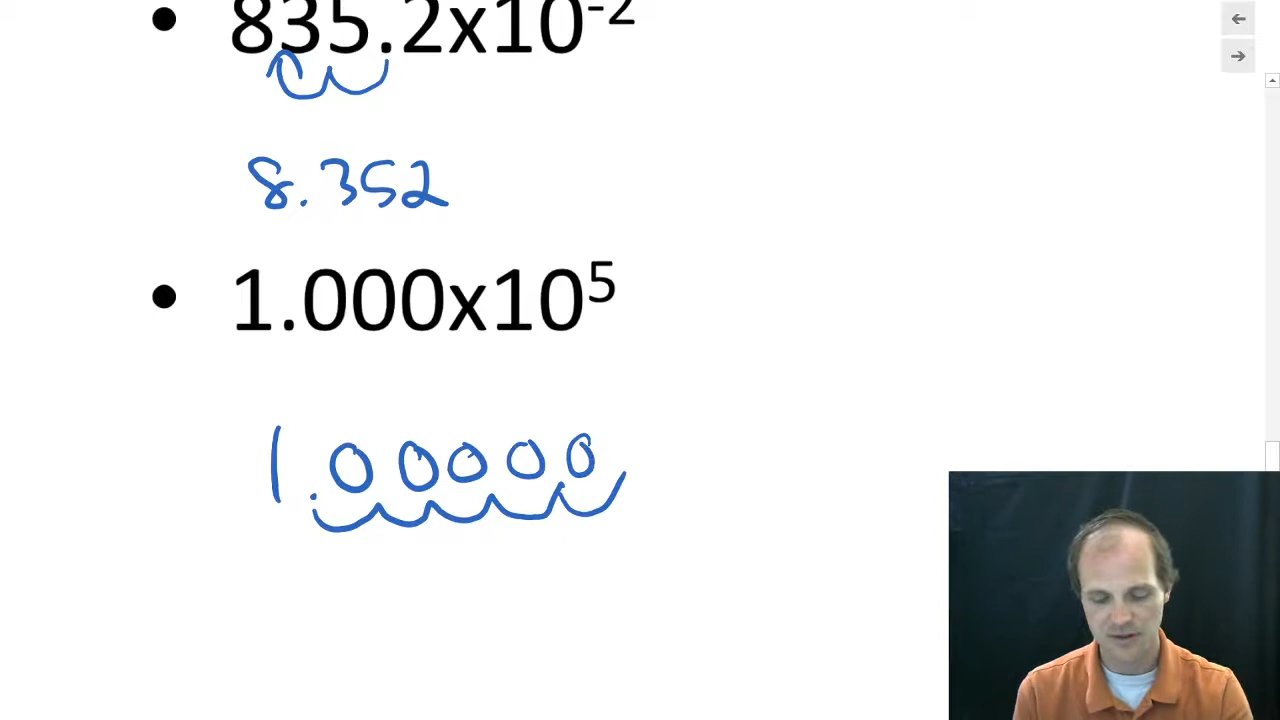 • 835.2x10⁻²
8.352
• 1.000x10⁵
1.00000